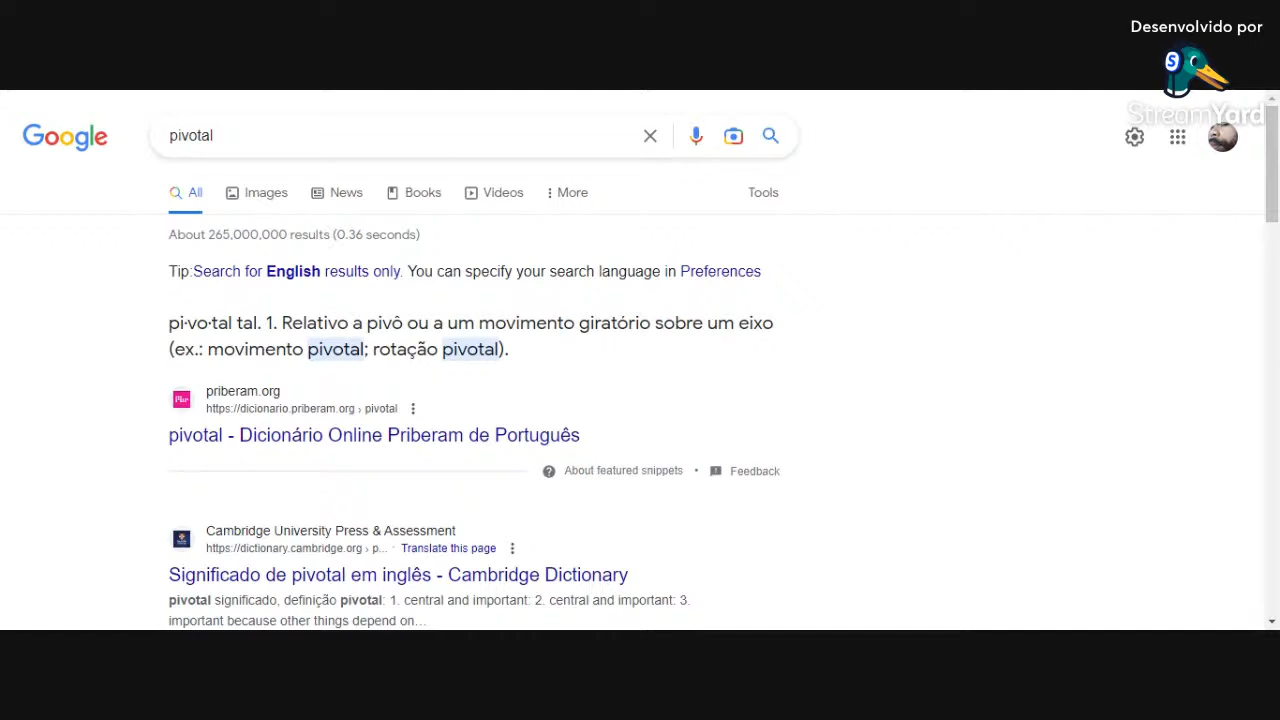 Desenvolvido por
S
StreamYard
Google
pivotal
All Images News Books Videos More Tools
About 265,000,000 results (0.36 seconds)
Tip:Search for English results only. You can specify your search language in Preferences
pi·vo·tal tal. 1. Relativo a pivô ou a um movimento giratório sobre um eixo
(ex.: movimento pivotal; rotação pivotal).
priberam.org
https://dicionario.priberam.org › pivotal
pivotal - Dicionário Online Priberam de Português
About featured snippets • Feedback
Cambridge University Press & Assessment
https://dictionary.cambridge.org › p... · Translate this page
Significado de pivotal em inglês - Cambridge Dictionary
pivotal significado, definição pivotal: 1. central and important: 2. central and important: 3.
important because other things depend on…